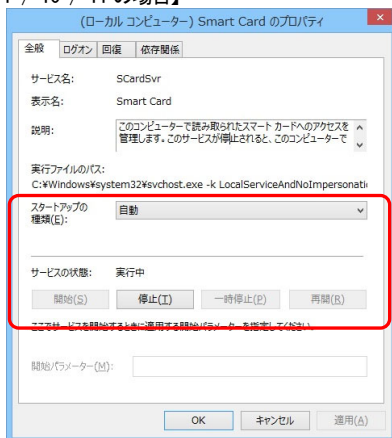 (ローカル コンピューター) Smart Card のプロパティ
全般 ログオン 回復 依存関係
サービス名: SCardSvr
表示名: Smart Card
説明: このコンピューターで読み取られたスマート カードへのアクセスを
管理します。このサービスが停止されると、このコンピューターで
実行ファイルのパス:
C:¥Windows¥system32¥svchost.exe -k LocalServiceAndNoImpersonati
スタートアップの
種類(E): 自動
サービスの状態: 実行中
開始(S) 停止(T) 一時停止(P) 再開(R)
ここでサービスを開始するときに適用する開始パラメーターを指定してください。
開始パラメーター(M):
OK キャンセル 適用(A)